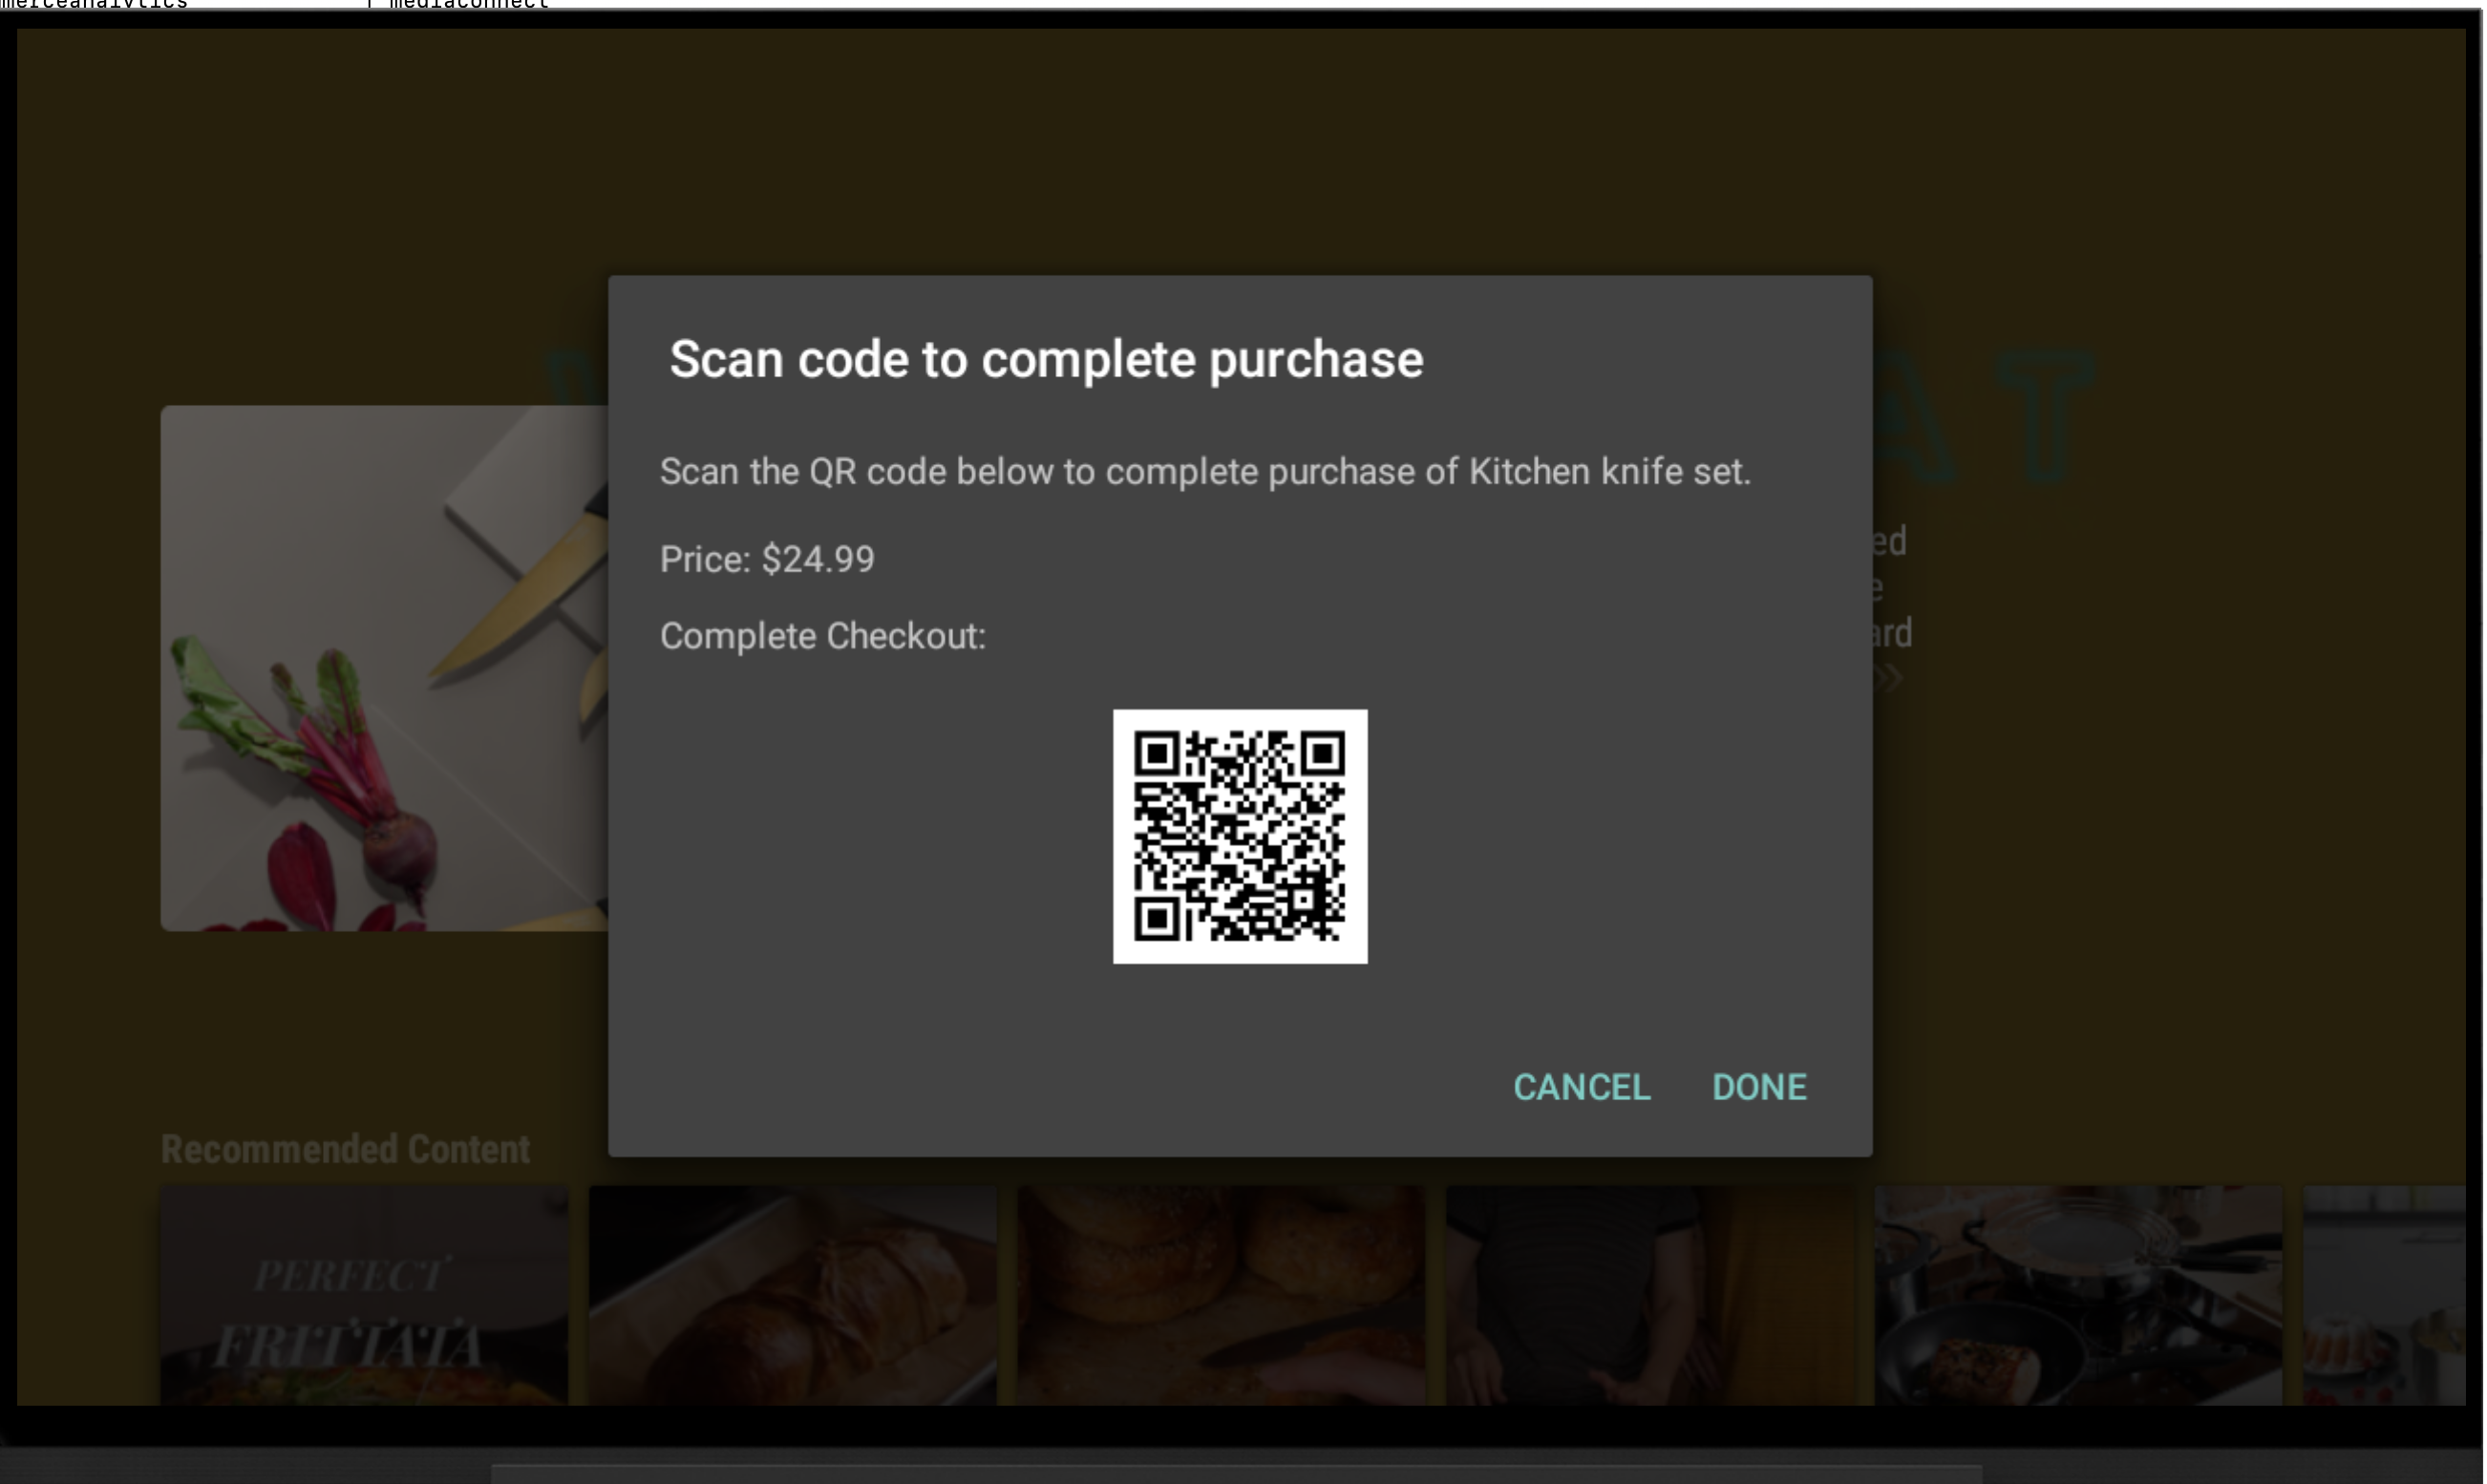 mediaconnect
Scan code to complete purchase
Scan the QR code below to complete purchase of Kitchen knife set.
Price: $24.99
Complete Checkout:
CANCEL DONE
ed
e
ard
»
Recommended Content
PERFECT
FRITTATA